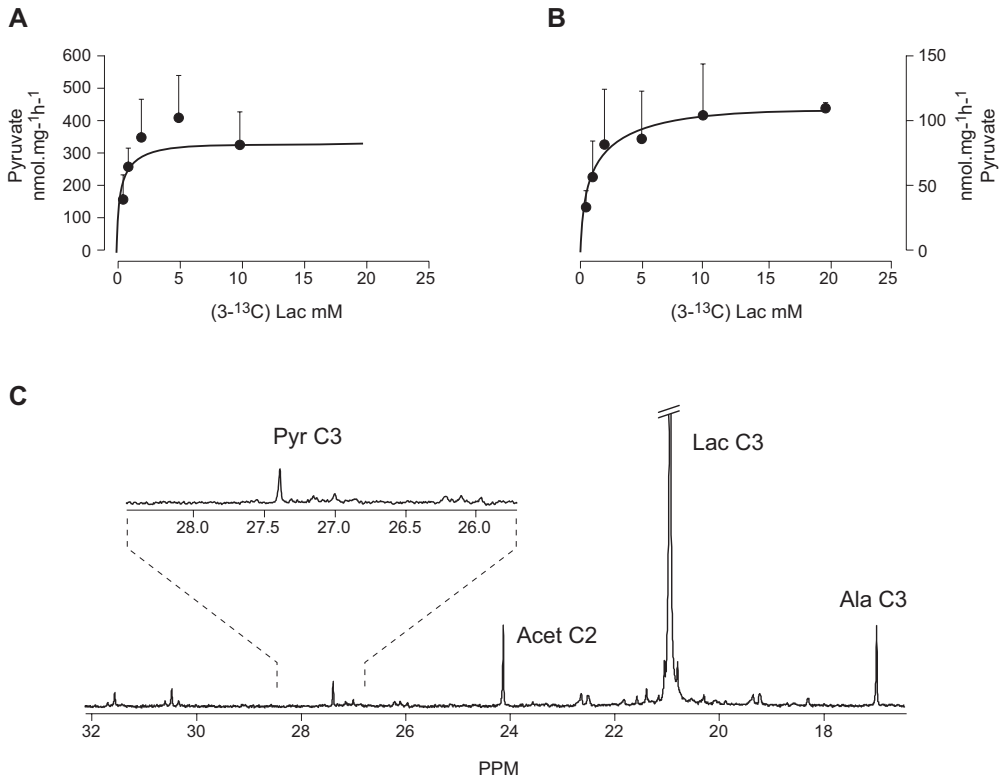 A
B
600
500
400
300
200
100
0
Pyruvate
nmol.mg-1h-1
0 5 10 15 20 25
(3-13C) Lac mM
150
100
50
0
nmol.mg-1h-1
Pyruvate
0 5 10 15 20 25
(3-13C) Lac mM
C
Pyr C3
Lac C3
28.0 27.5 27.0 26.5 26.0
Ala C3
Acet C2
32 30 28 26 24 22 20 18
PPM